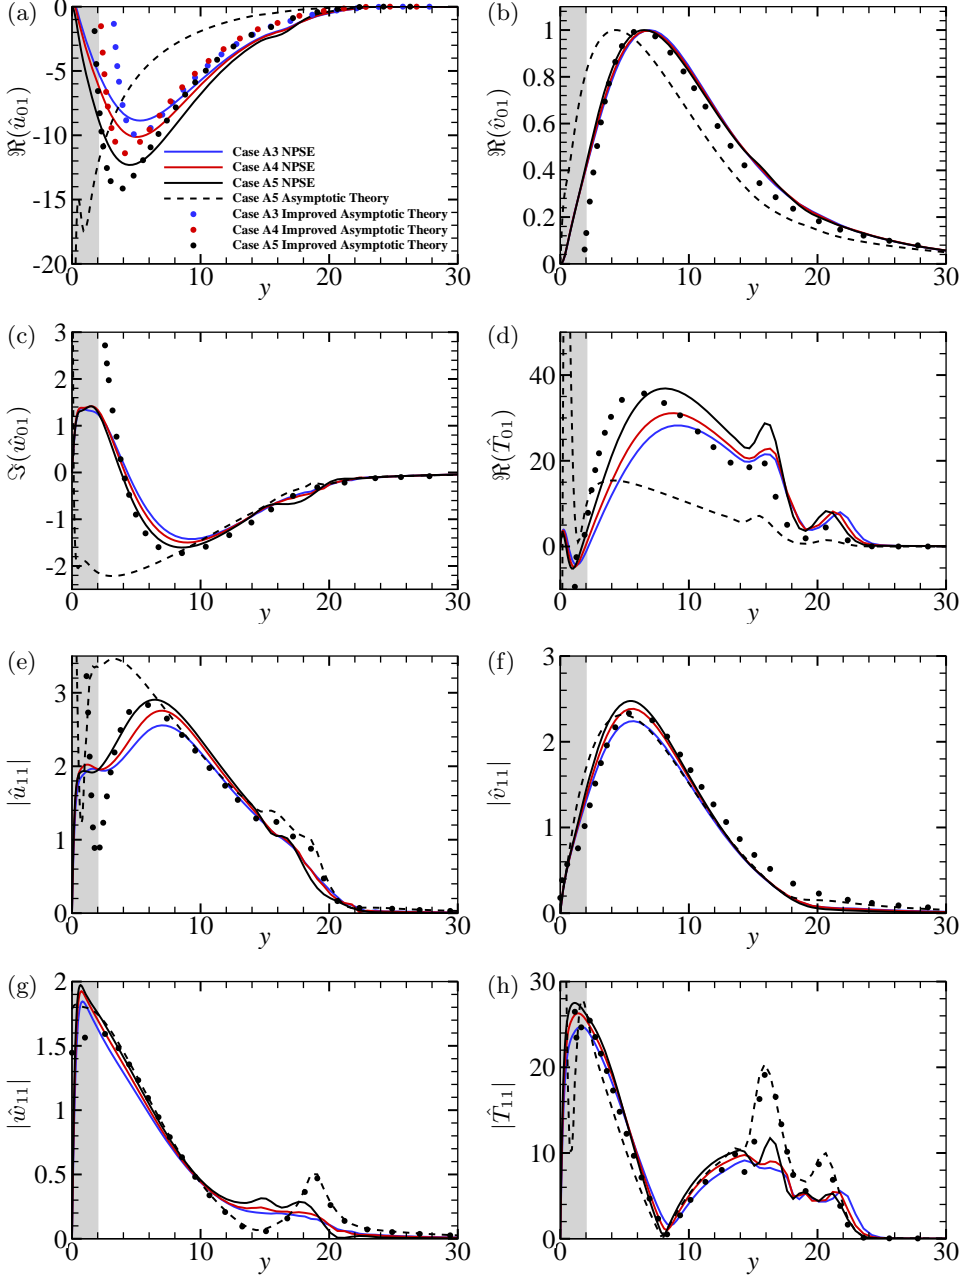 (a)
0
-5
-10
-15
-20
ℜ(û₀₁)
Case A3 NPSE
Case A4 NPSE
Case A5 NPSE
Case A5 Asymptotic Theory
Case A3 Improved Asymptotic Theory
Case A4 Improved Asymptotic Theory
Case A5 Improved Asymptotic Theory
0 10 20 30
y
(b)
1
0.8
0.6
0.4
0.2
0
ℜ(v̂₀₁)
0 10 20 30
y
(c)
3
2
1
0
-1
-2
ℑ(ŵ₀₁)
0 10 20 30
y
(d)
40
20
0
ℜ(T̂₀₁)
0 10 20 30
y
(e)
3
2
1
0
|û₁₁|
0 10 20 30
y
(f)
3
2
1
0
|v̂₁₁|
0 10 20 30
y
(g)
2
1.5
1
0.5
0
|ŵ₁₁|
0 10 20 30
y
(h)
30
20
10
0
|T̂₁₁|
0 10 20 30
y